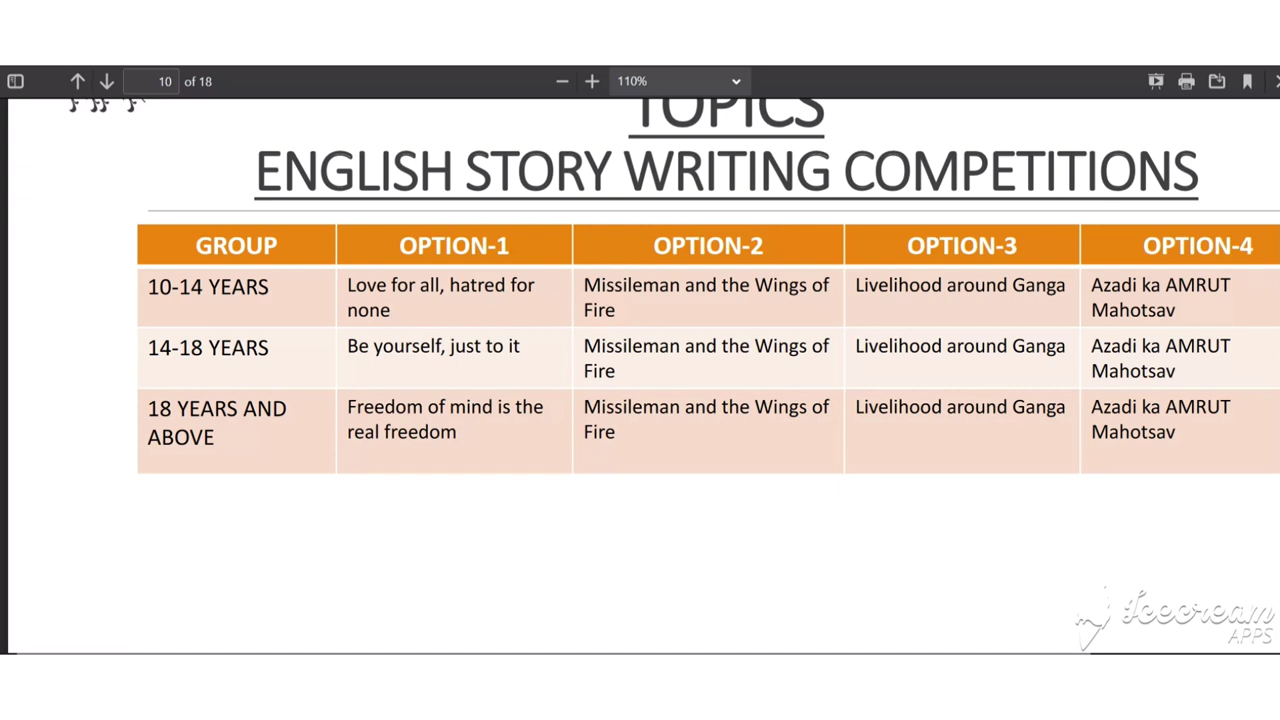 10 of 18 110%
TOPICS
ENGLISH STORY WRITING COMPETITIONS
GROUP OPTION-1 OPTION-2 OPTION-3 OPTION-4
10-14 YEARS Love for all, hatred for Missileman and the Wings of Livelihood around Ganga Azadi ka AMRUT
none Fire Mahotsav
14-18 YEARS Be yourself, just to it Missileman and the Wings of Livelihood around Ganga Azadi ka AMRUT
Fire Mahotsav
18 YEARS AND Freedom of mind is the Missileman and the Wings of Livelihood around Ganga Azadi ka AMRUT
ABOVE real freedom Fire Mahotsav
Icecream
APPS